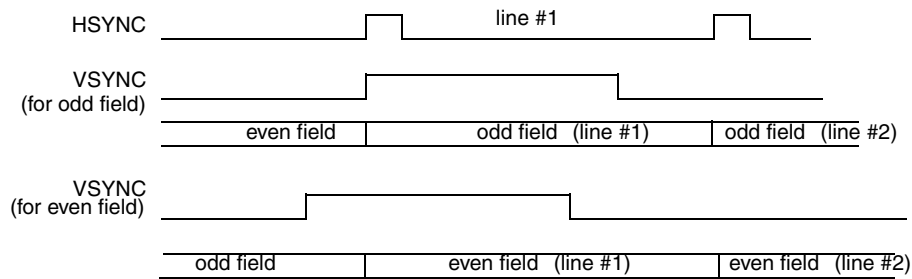 HSYNC
line #1
VSYNC
(for odd field)
even field
odd field (line #1)
odd field (line #2)
VSYNC
(for even field)
odd field
even field (line #1)
even field (line #2)